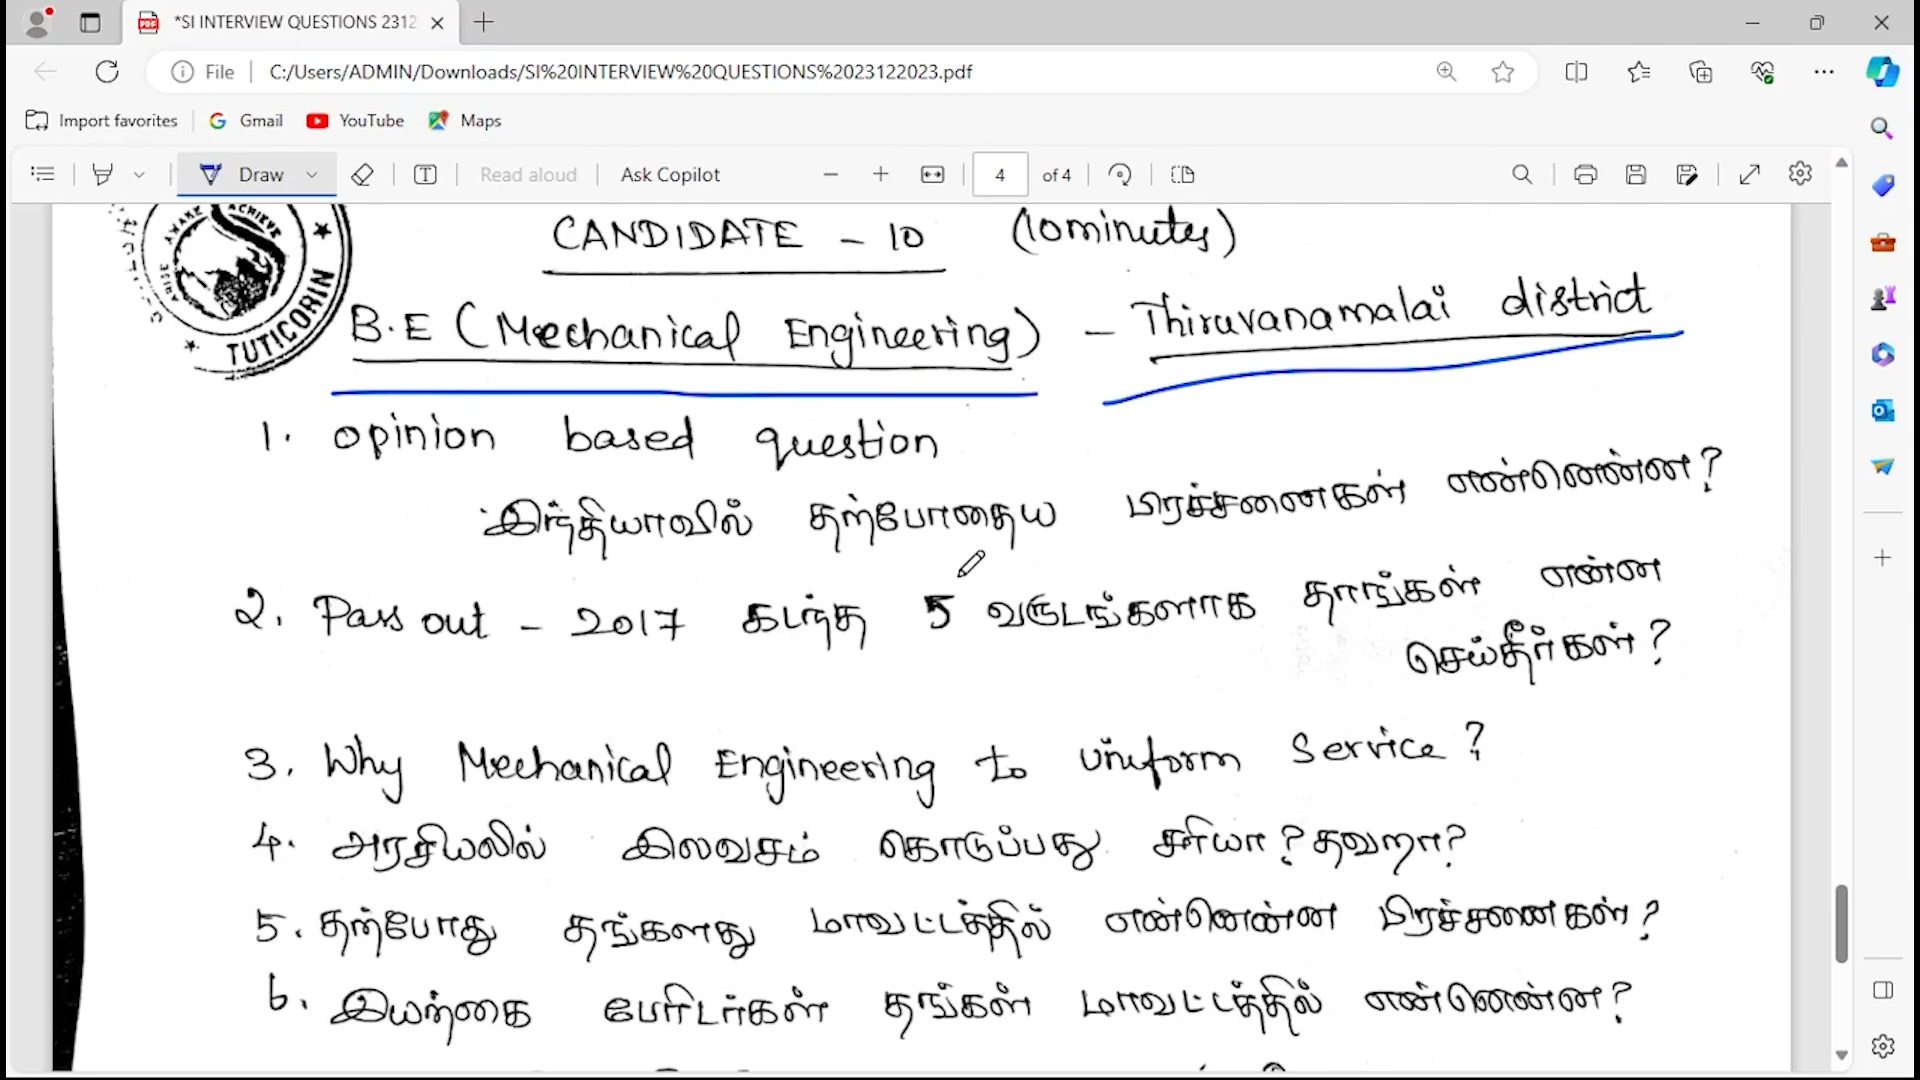 *SI INTERVIEW QUESTIONS 2312
File
C:/Users/ADMIN/Downloads/SI%20INTERVIEW%20QUESTIONS%2023122023.pdf
Import favorites
Gmail
YouTube
Maps
Draw
Read aloud
Ask Copilot
4
of 4
ARISE AWAKE ACHIEVE
TUTICORIN
CANDIDATE - 10 (10minutes)
B.E (Mechanical Engineering) - Thiruvanamalai district
1. opinion based question
இந்தியாவில் தற்போதைய பிரச்சனைகள் என்னென்ன?
2. Pass out - 2017 கடந்த 5 வருடங்களாக தாங்கள் என்ன
செய்தீர்கள்?
3. Why Mechanical Engineering to Uniform Service?
4. அரசியலில் இலவசம் கொடுப்பது சரியா? தவறா?
5. தற்போது தங்களது மாவட்டத்தில் என்னென்ன பிரச்சனைகள்?
6. இயற்கை பேரிடர்கள் தங்கள் மாவட்டத்தில் என்னென்ன?